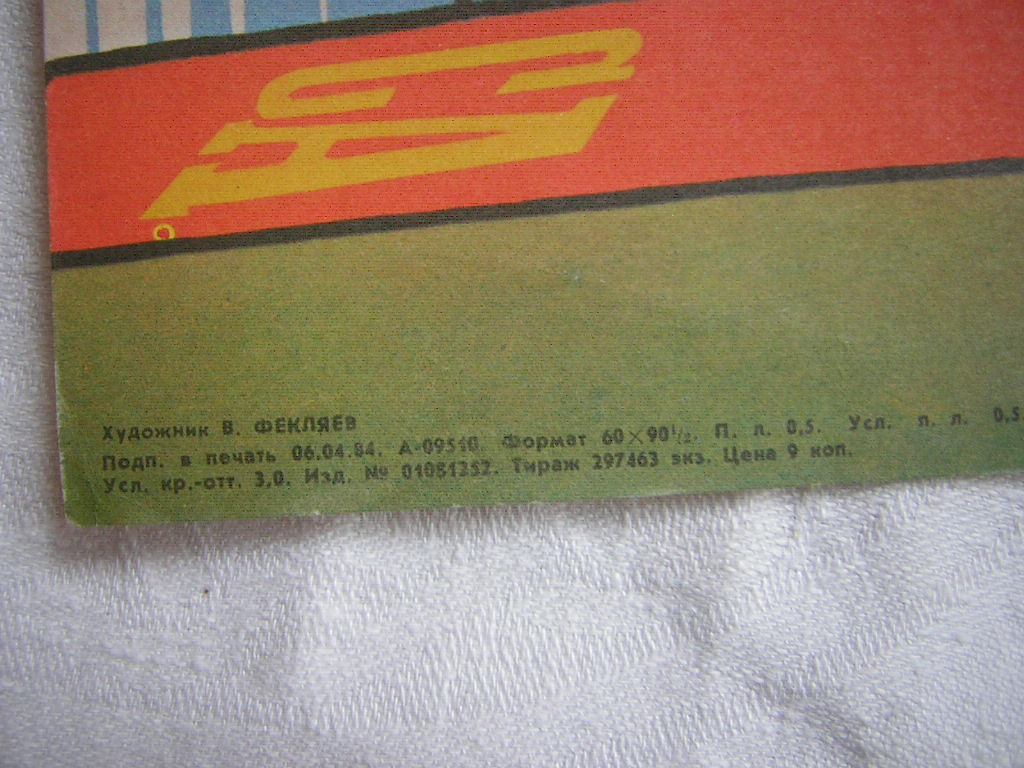 Художник В. ФЕКЛЯЕВ
Подп. в печать 06.04.84. А-09510. Формат 60×90½. П. л. 0,5. Усл. п. л. 0,5
Усл. кр.-отт. 3,0. Изд. № 01081352. Тираж 297463 экз. Цена 9 коп.